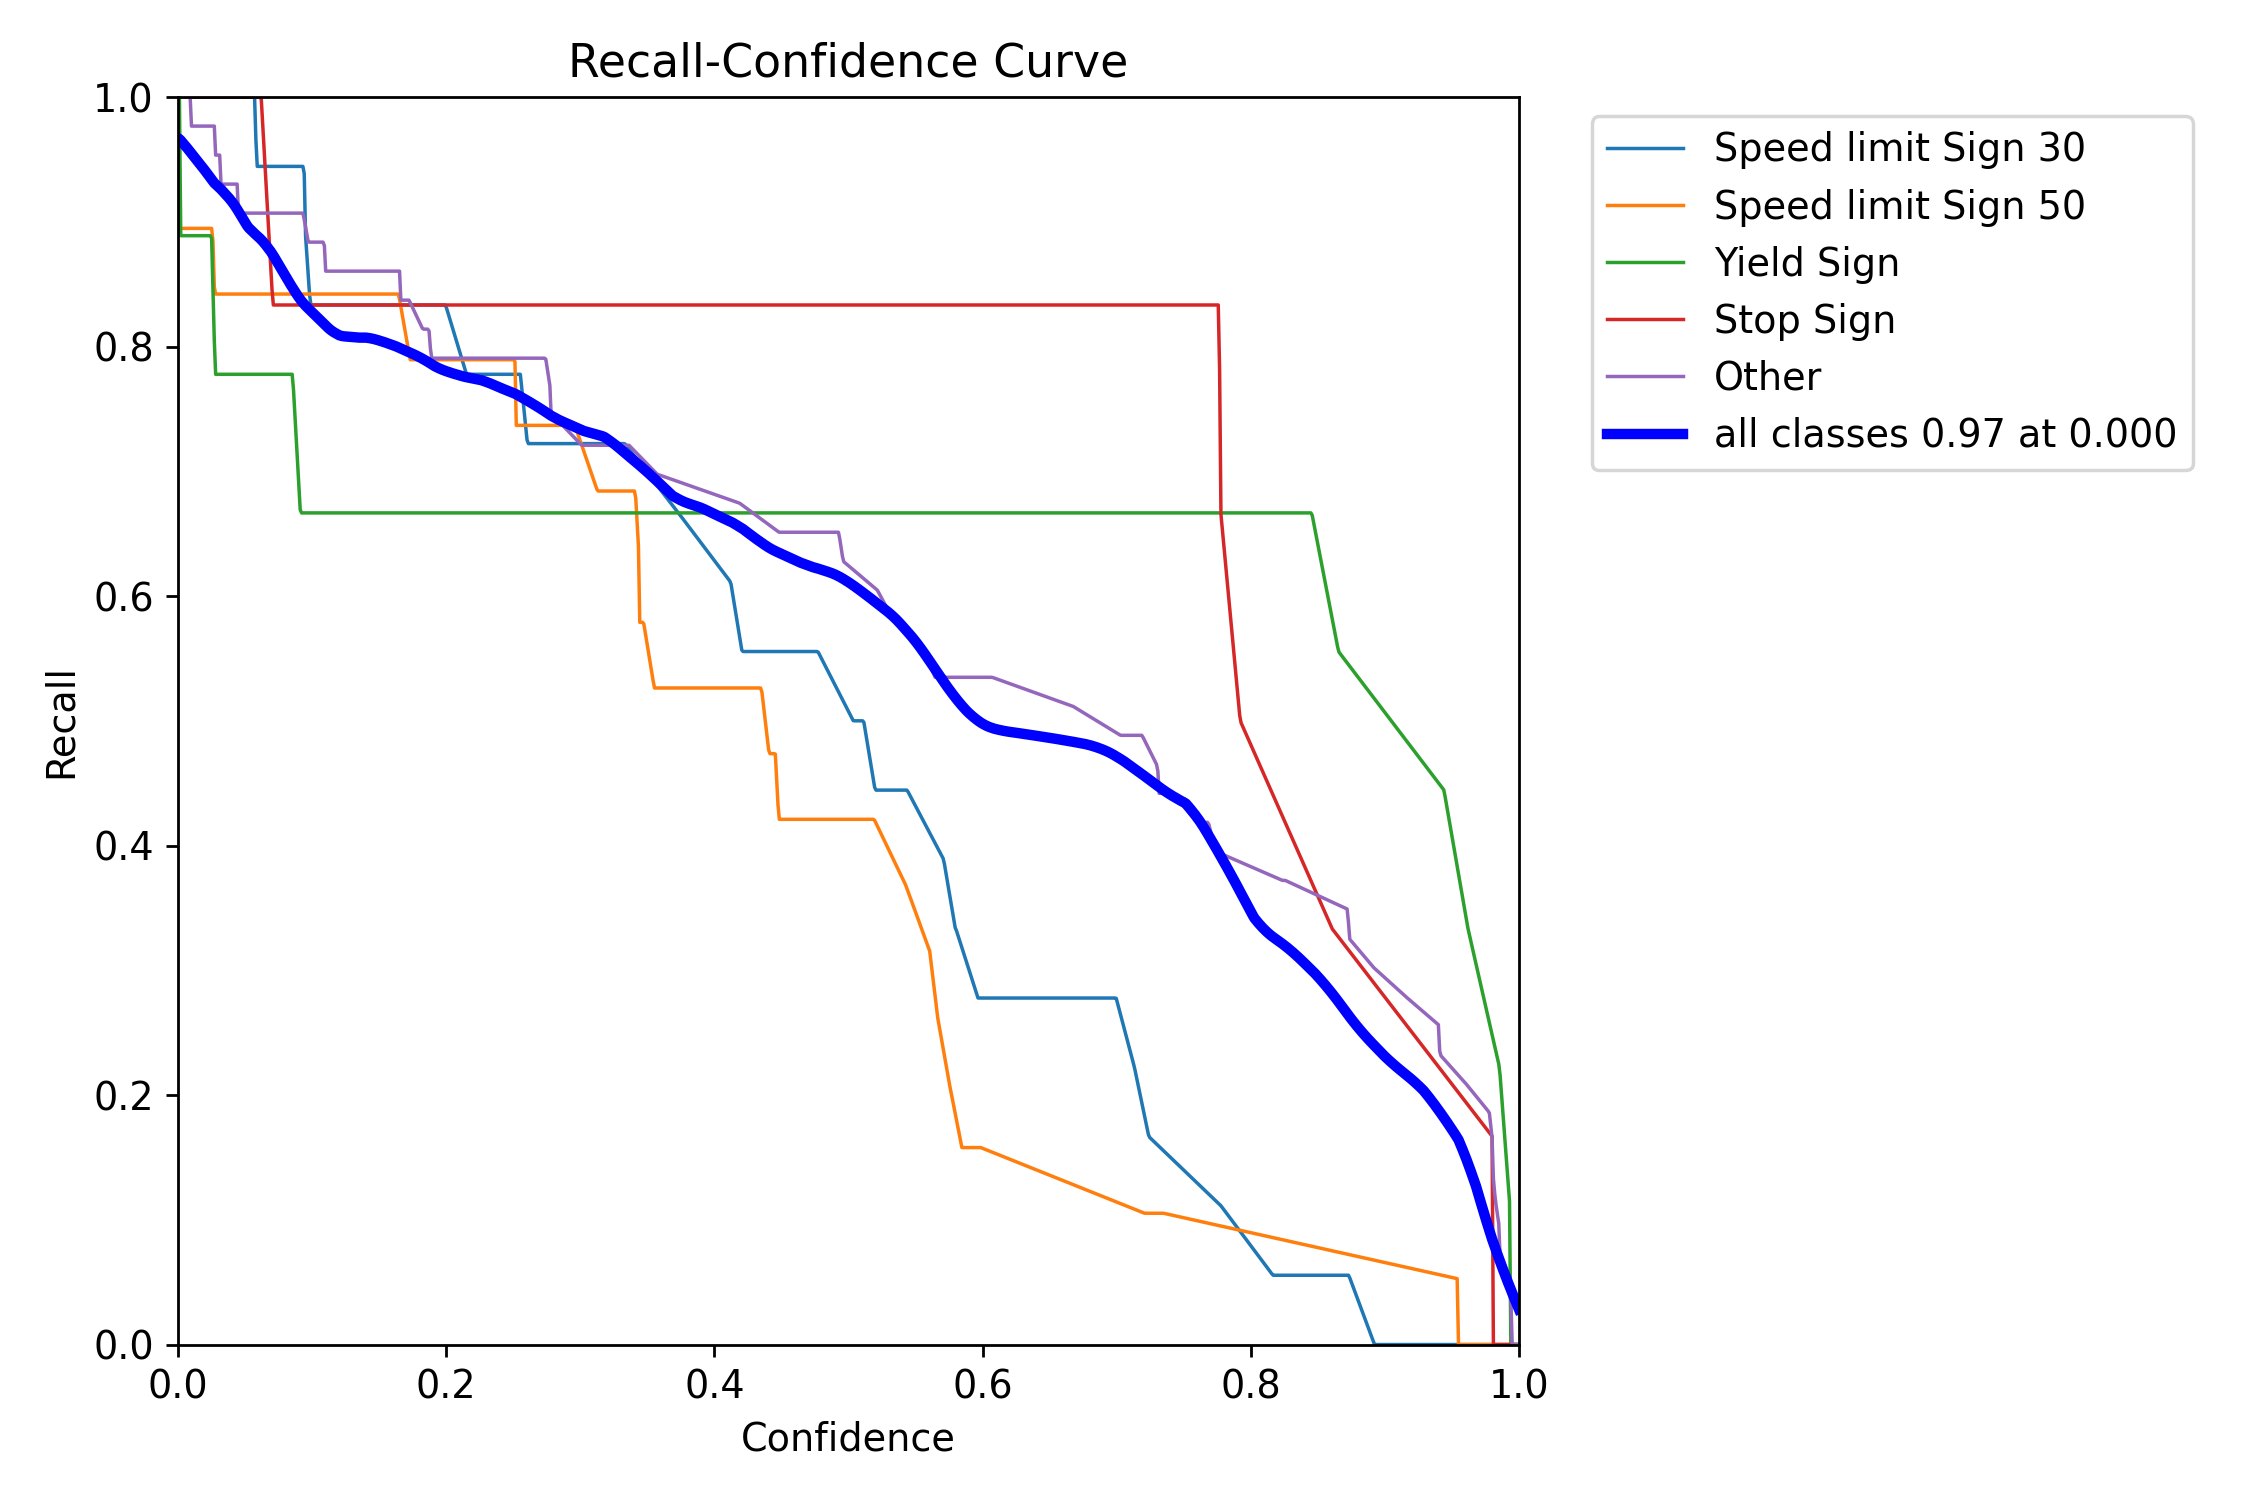 Recall-Confidence Curve
1.0
0.8
0.6
0.4
0.2
0.0
Recall
0.0 0.2 0.4 0.6 0.8 1.0
Confidence
Speed limit Sign 30
Speed limit Sign 50
Yield Sign
Stop Sign
Other
all classes 0.97 at 0.000